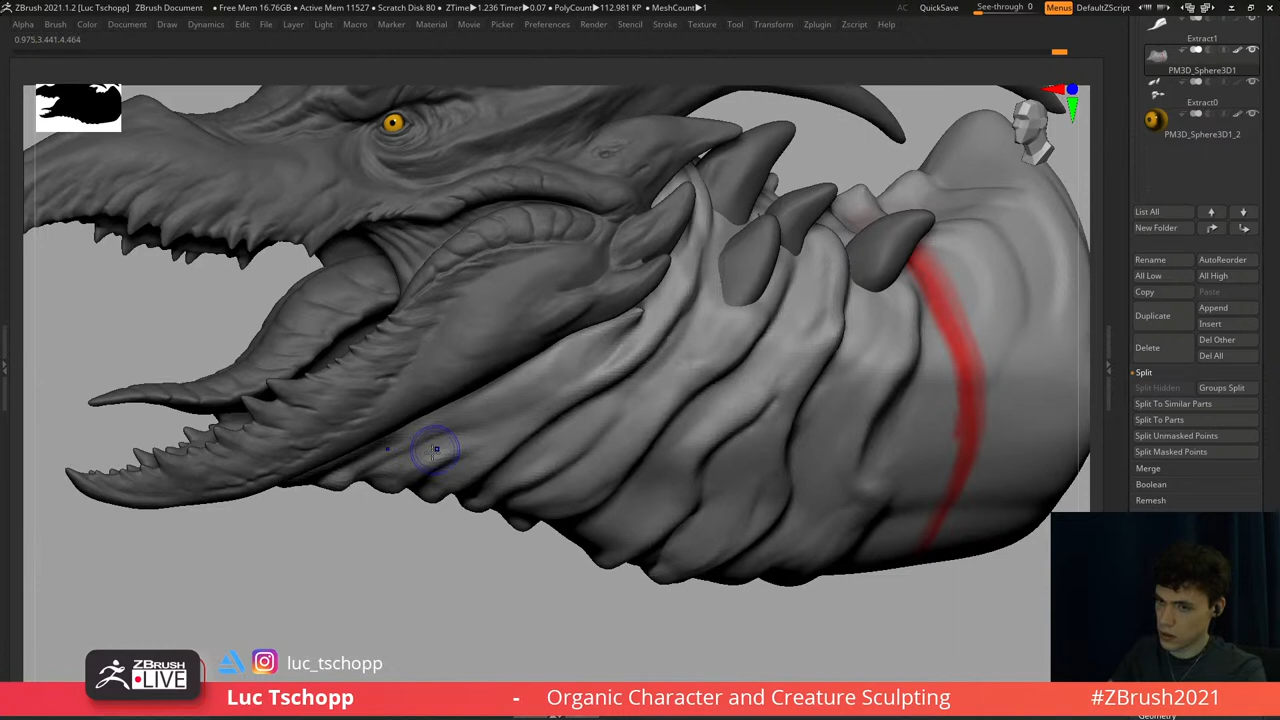 ZBrush 2021.1.2 [Luc Tschopp] ZBrush Document • Free Mem 16.76GB • Active Mem 11527 • Scratch Disk 80 • ZTime▶1.236 Timer▶0.07 • PolyCount▶112.981 KP • MeshCount▶1 AC QuickSave See-through 0 Menus DefaultZScript
Alpha Brush Color Document Draw Dynamics Edit File Layer Light Macro Marker Material Movie Picker Preferences Render Stencil Stroke Texture Tool Transform Zplugin Zscript Help
0.975,3.441,4.464
Extract1
PM3D_Sphere3D1
Extract0
PM3D_Sphere3D1_2
List All
New Folder
Rename AutoReorder
All Low All High
Copy Paste
Duplicate Append
Insert
Delete Del Other
Del All
Split
Split Hidden Groups Split
Split To Similar Parts
Split To Parts
Split Unmasked Points
Split Masked Points
Merge
Boolean
Remesh
ZBRUSH
LIVE
luc_tschopp
Luc Tschopp - Organic Character and Creature Sculpting #ZBrush2021
Geometry